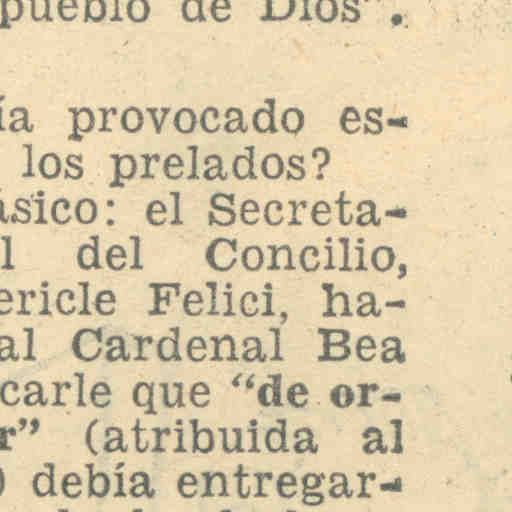 pueblo de Dios".
ía provocado es-
los prelados?
ásico: el Secreta-
l del Concilio,
ericle Felici, ha-
al Cardenal Bea
carle que "de or-
r" (atribuida al
) debía entregar-